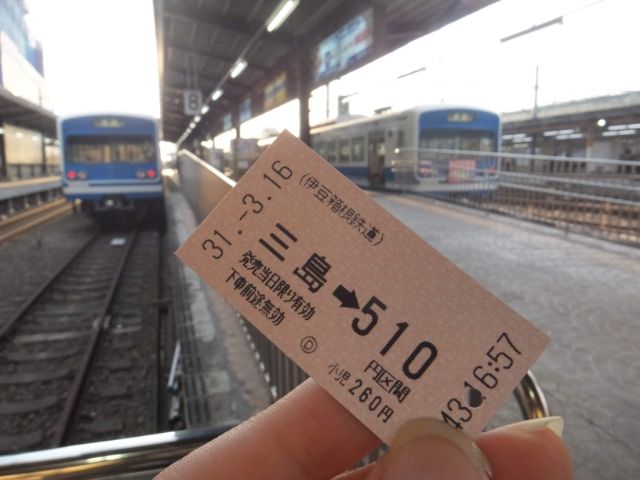 (伊豆箱根鉄道)
31.-3.16
三島➡510
発売当日限り有効
下車前途無効
円区間
Ⓓ
小児260円
43
16:57
8